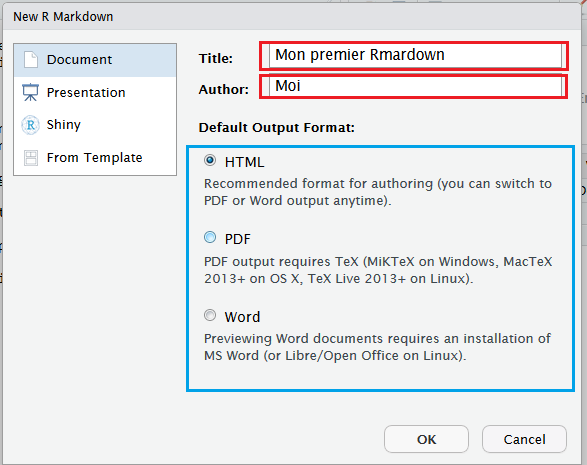 New R Markdown
Document
Presentation
Shiny
From Template
Title: Mon premier Rmardown
Author: Moi
Default Output Format:
HTML
Recommended format for authoring (you can switch to
PDF or Word output anytime).
PDF
PDF output requires TeX (MiKTeX on Windows, MacTeX
2013+ on OS X, TeX Live 2013+ on Linux).
Word
Previewing Word documents requires an installation of
MS Word (or Libre/Open Office on Linux).
OK Cancel